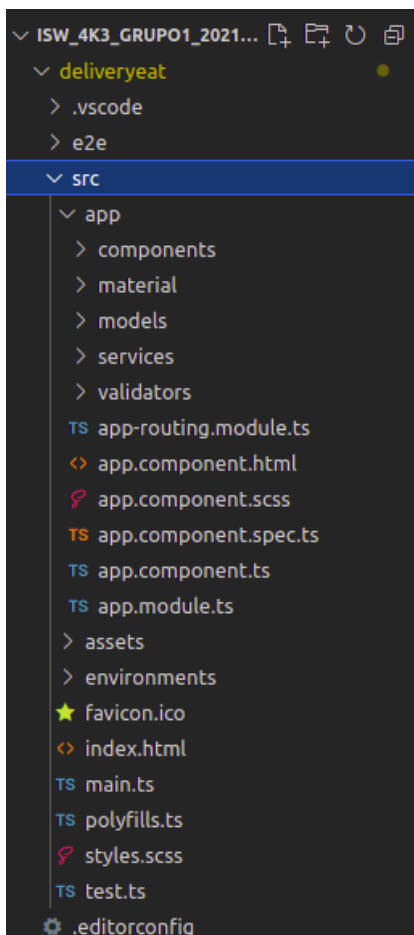 ISW_4K3_GRUPO1_2021...
deliveryeat
.vscode
e2e
src
app
components
material
models
services
validators
TS app-routing.module.ts
<> app.component.html
app.component.scss
TS app.component.spec.ts
TS app.component.ts
TS app.module.ts
assets
environments
favicon.ico
<> index.html
TS main.ts
TS polyfills.ts
styles.scss
TS test.ts
.editorconfig